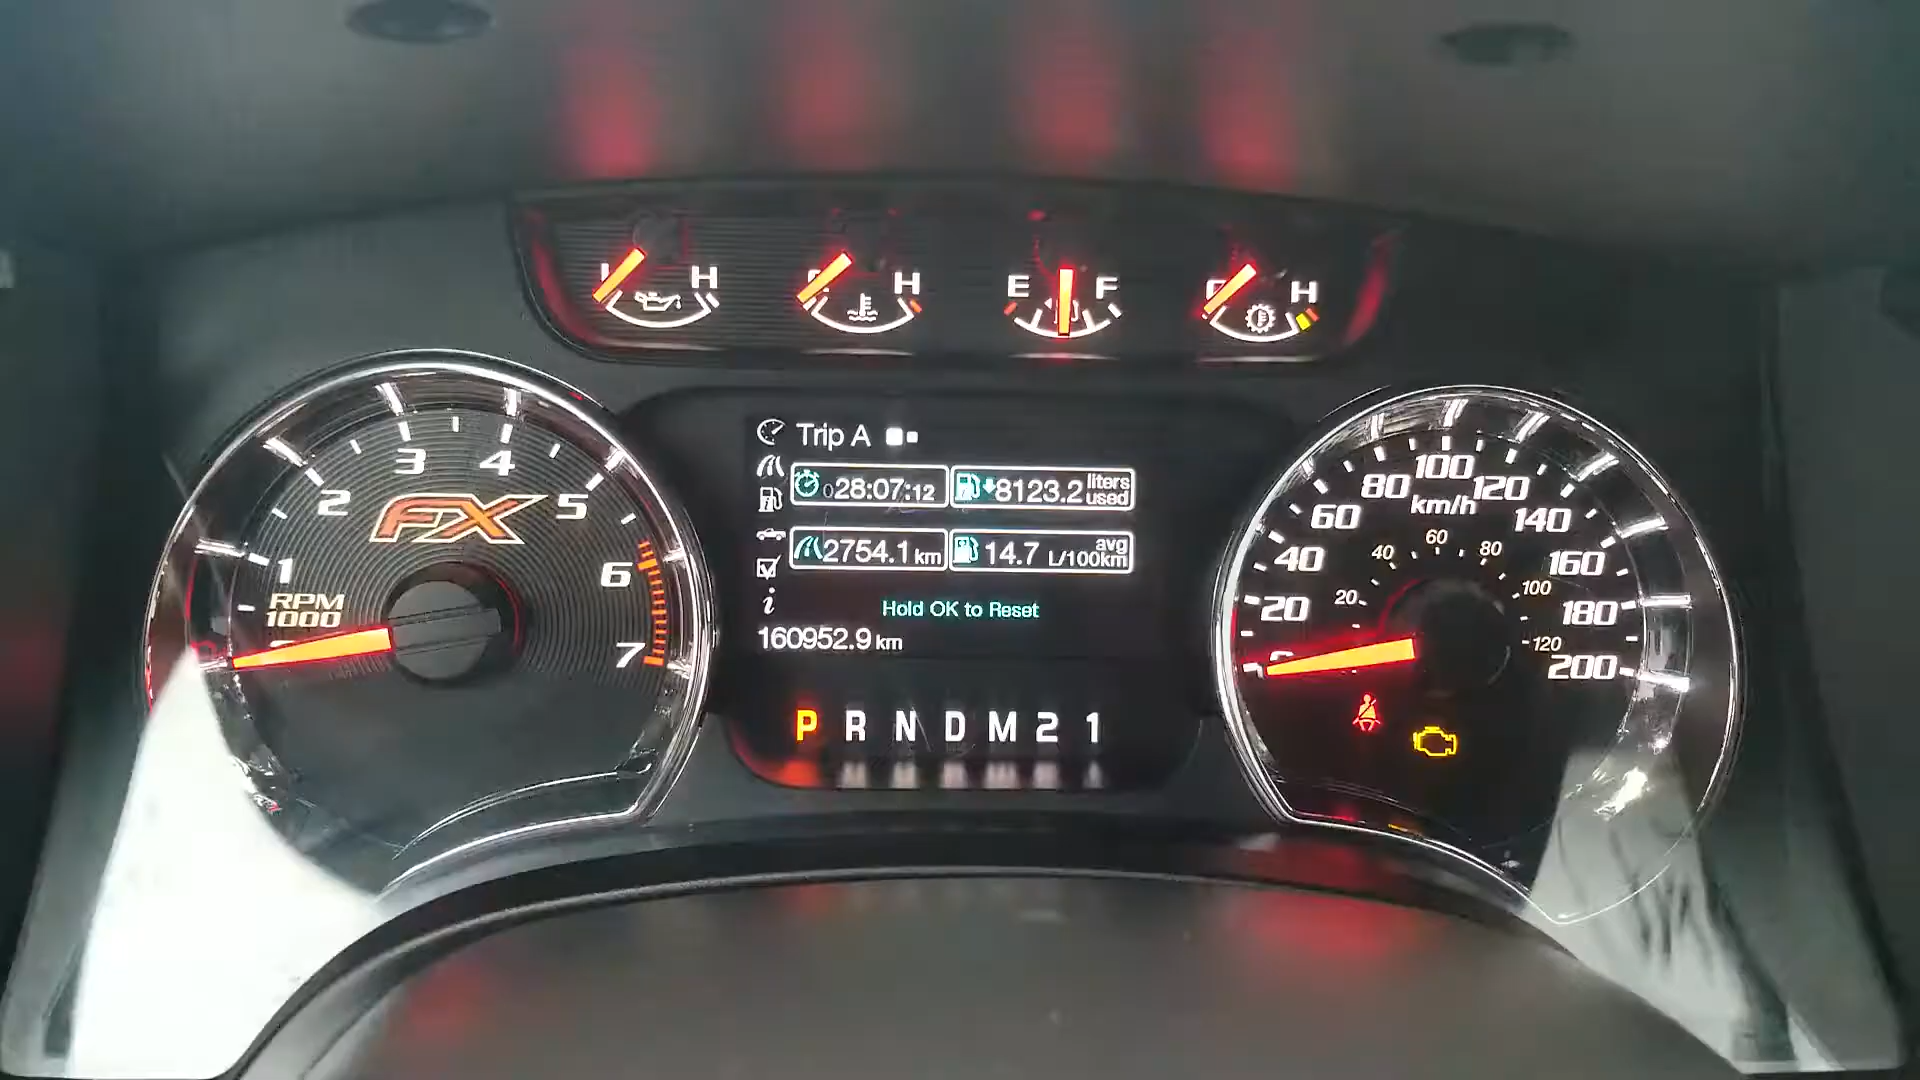 H
H
E F
H
1 2 3 4 5 6 7
FX
RPM
1000
Trip A
028:07:12
8123.2 liters used
2754.1 km
14.7 avg L/100km
Hold OK to Reset
160952.9 km
P R N D M 2 1
20 40 60 80 100 120 140 160 180 200
km/h
20 40 60 80 100 120